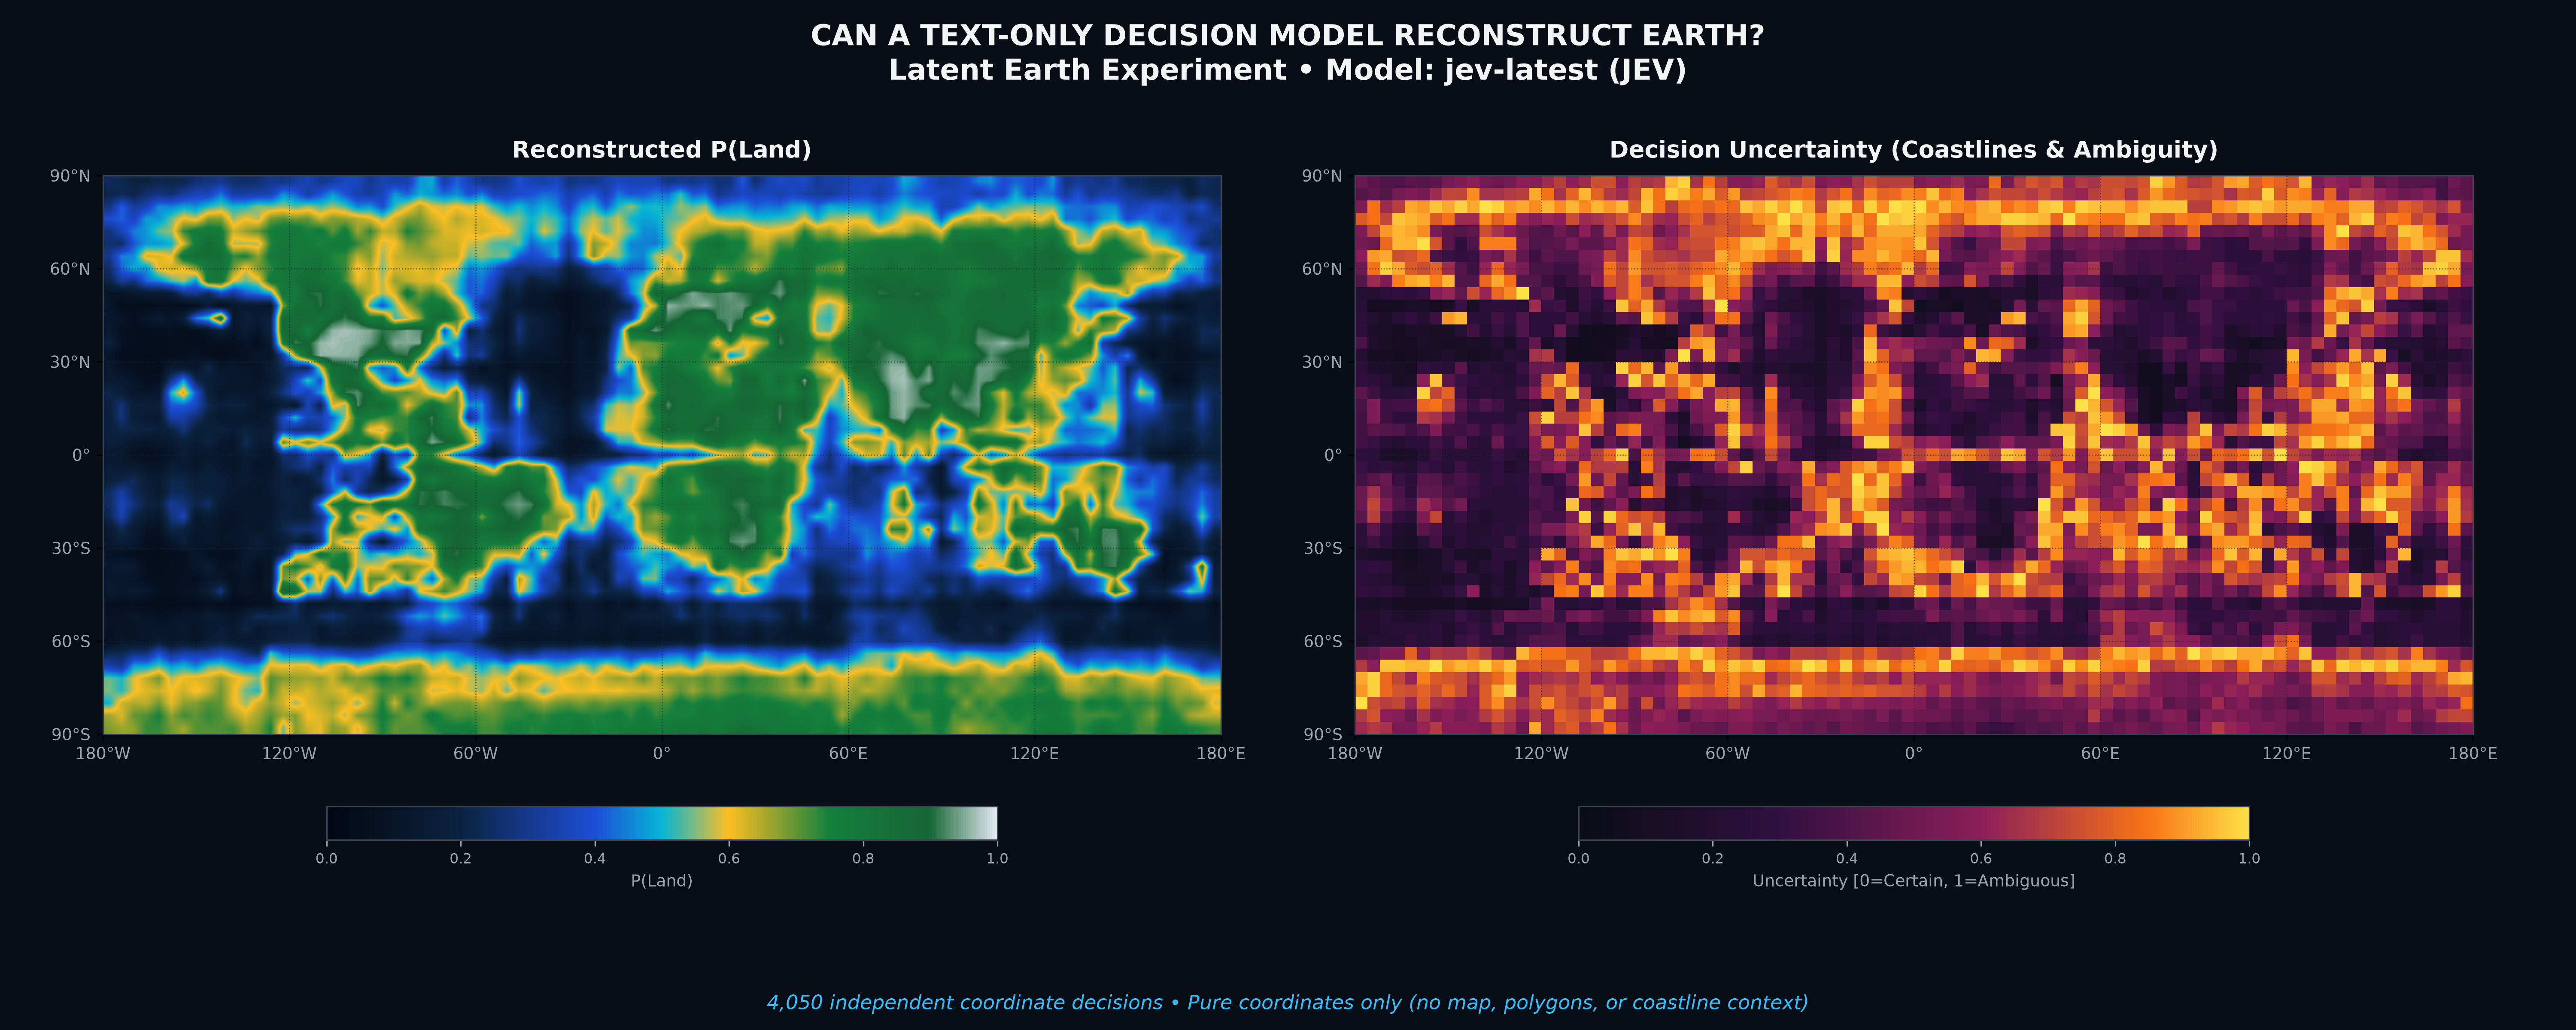 CAN A TEXT-ONLY DECISION MODEL RECONSTRUCT EARTH?
Latent Earth Experiment • Model: jev-latest (JEV)
Reconstructed P(Land)
90°N
60°N
30°N
0°
30°S
60°S
90°S
180°W 120°W 60°W 0° 60°E 120°E 180°E
0.0 0.2 0.4 0.6 0.8 1.0
P(Land)
Decision Uncertainty (Coastlines & Ambiguity)
90°N
60°N
30°N
0°
30°S
60°S
90°S
180°W 120°W 60°W 0° 60°E 120°E 180°E
0.0 0.2 0.4 0.6 0.8 1.0
Uncertainty [0=Certain, 1=Ambiguous]
4,050 independent coordinate decisions • Pure coordinates only (no map, polygons, or coastline context)